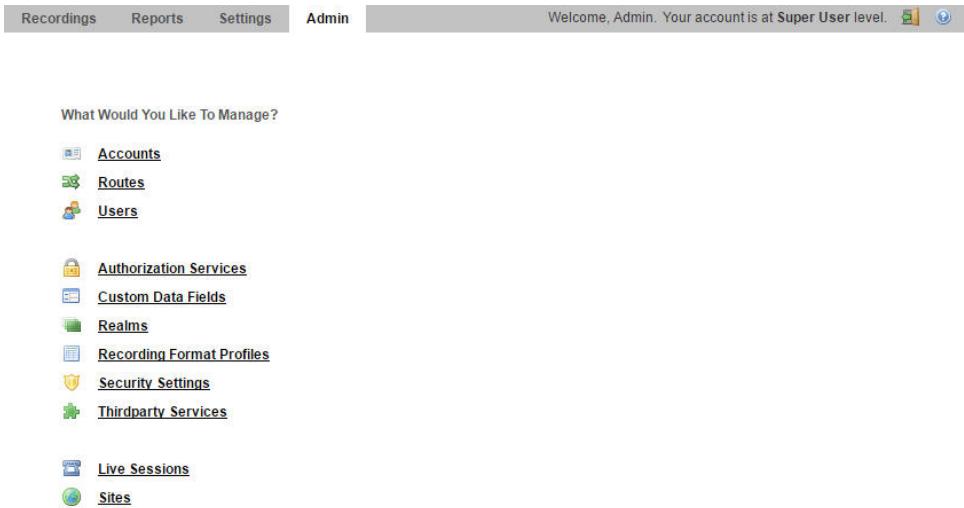 Recordings Reports Settings Admin Welcome, Admin. Your account is at Super User level.
What Would You Like To Manage?
Accounts
Routes
Users
Authorization Services
Custom Data Fields
Realms
Recording Format Profiles
Security Settings
Thirdparty Services
Live Sessions
Sites